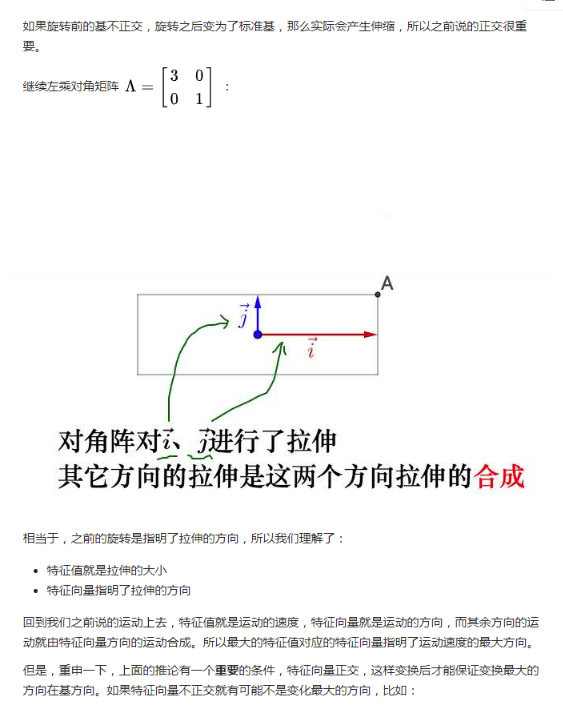 如果旋转前的基不正交，旋转之后变为了标准基，那么实际会产生伸缩，所以之前说的正交很重
要。
继续左乘对角矩阵 Λ = [3 0; 0 1] ：
A
j
i
对角阵对i、j进行了拉伸
其它方向的拉伸是这两个方向拉伸的合成
相当于，之前的旋转是指明了拉伸的方向，所以我们理解了：
• 特征值就是拉伸的大小
• 特征向量指明了拉伸的方向
回到我们之前说的运动上去，特征值就是运动的速度，特征向量就是运动的方向，而其余方向的运
动就由特征向量方向的运动合成。所以最大的特征值对应的特征向量指明了运动速度的最大方向。
但是，重申一下，上面的推论有一个重要的条件，特征向量正交，这样变换后才能保证变换最大的
方向在基方向。如果特征向量不正交就有可能不是变化最大的方向，比如：